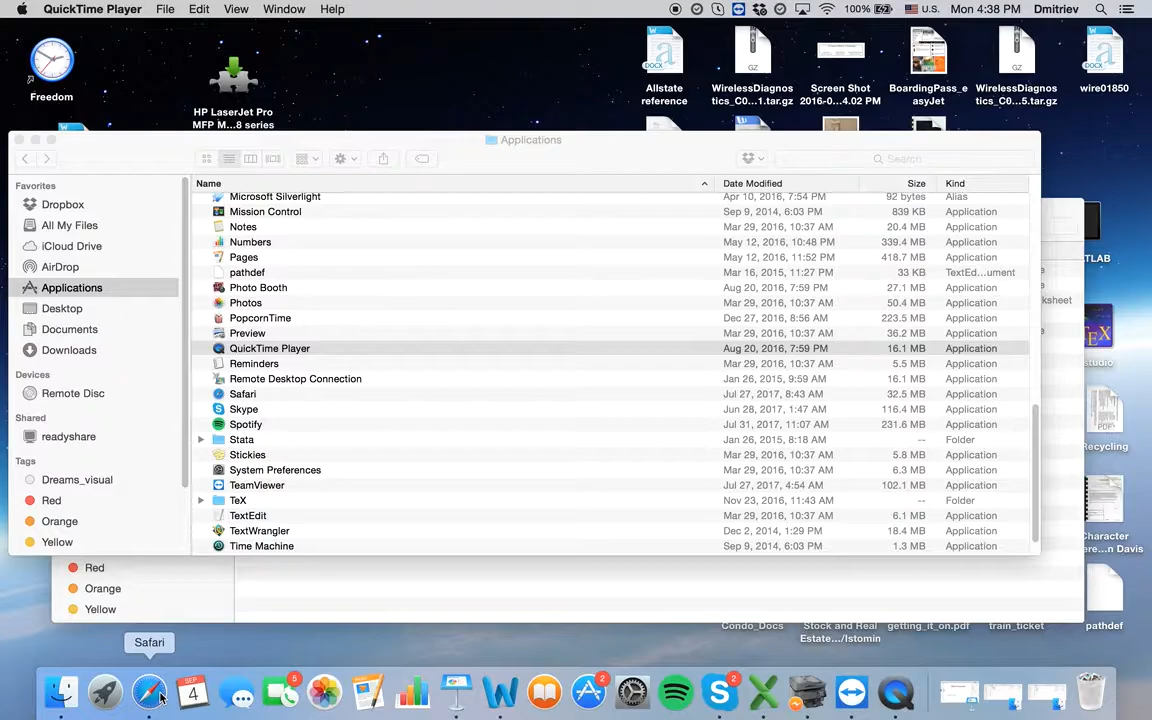 QuickTime Player File Edit View Window Help 100% U.S. Mon 4:38 PM Dmitriev
Freedom
HP LaserJet Pro
MFP M...8 series
Allstate
reference
WirelessDiagnos
tics_C0...1.tar.gz
Screen Shot
2016-0...4.02 PM
BoardingPass_e
asyJet
WirelessDiagnos
tics_C0...5.tar.gz
wire01850
Applications
Search
Favorites
Dropbox
All My Files
iCloud Drive
AirDrop
Applications
Desktop
Documents
Downloads
Devices
Remote Disc
Shared
readyshare
Tags
Dreams_visual
Red
Orange
Yellow
Name Date Modified Size Kind
Microsoft Silverlight Apr 10, 2016, 7:54 PM 92 bytes Alias
Mission Control Sep 9, 2014, 6:03 PM 839 KB Application
Notes Mar 29, 2016, 10:37 AM 20.4 MB Application
Numbers May 12, 2016, 10:48 PM 339.4 MB Application
Pages May 12, 2016, 11:52 PM 418.7 MB Application
pathdef Mar 16, 2015, 11:27 PM 33 KB TextEd...ument
Photo Booth Aug 20, 2016, 7:59 PM 27.1 MB Application
Photos Mar 29, 2016, 10:37 AM 50.4 MB Application
PopcornTime Dec 27, 2016, 8:56 AM 223.5 MB Application
Preview Mar 29, 2016, 10:37 AM 36.2 MB Application
QuickTime Player Aug 20, 2016, 7:59 PM 16.1 MB Application
Reminders Mar 29, 2016, 10:37 AM 5.5 MB Application
Remote Desktop Connection Jan 26, 2015, 9:59 AM 16.1 MB Application
Safari Jul 27, 2017, 8:43 AM 32.5 MB Application
Skype Jun 28, 2017, 1:47 AM 116.4 MB Application
Spotify Jul 31, 2017, 11:07 AM 231.6 MB Application
Stata Jan 26, 2015, 8:18 AM -- Folder
Stickies Mar 29, 2016, 10:37 AM 5.8 MB Application
System Preferences Mar 29, 2016, 10:37 AM 6.3 MB Application
TeamViewer Jul 27, 2017, 4:54 AM 102.1 MB Application
TeX Nov 23, 2016, 11:43 AM -- Folder
TextEdit Mar 29, 2016, 10:37 AM 6.1 MB Application
TextWrangler Dec 2, 2014, 1:29 PM 18.4 MB Application
Time Machine Sep 9, 2014, 6:03 PM 1.3 MB Application
TLAB
ksheet
studio
PDF
Recycling
Character
ere...n Davis
pathdef
Red
Orange
Yellow
Condo_Docs
Stock and Real
Estate.../Istomin
getting_it_on.pdf
train_ticket
Safari
SEP
4
5
2
2